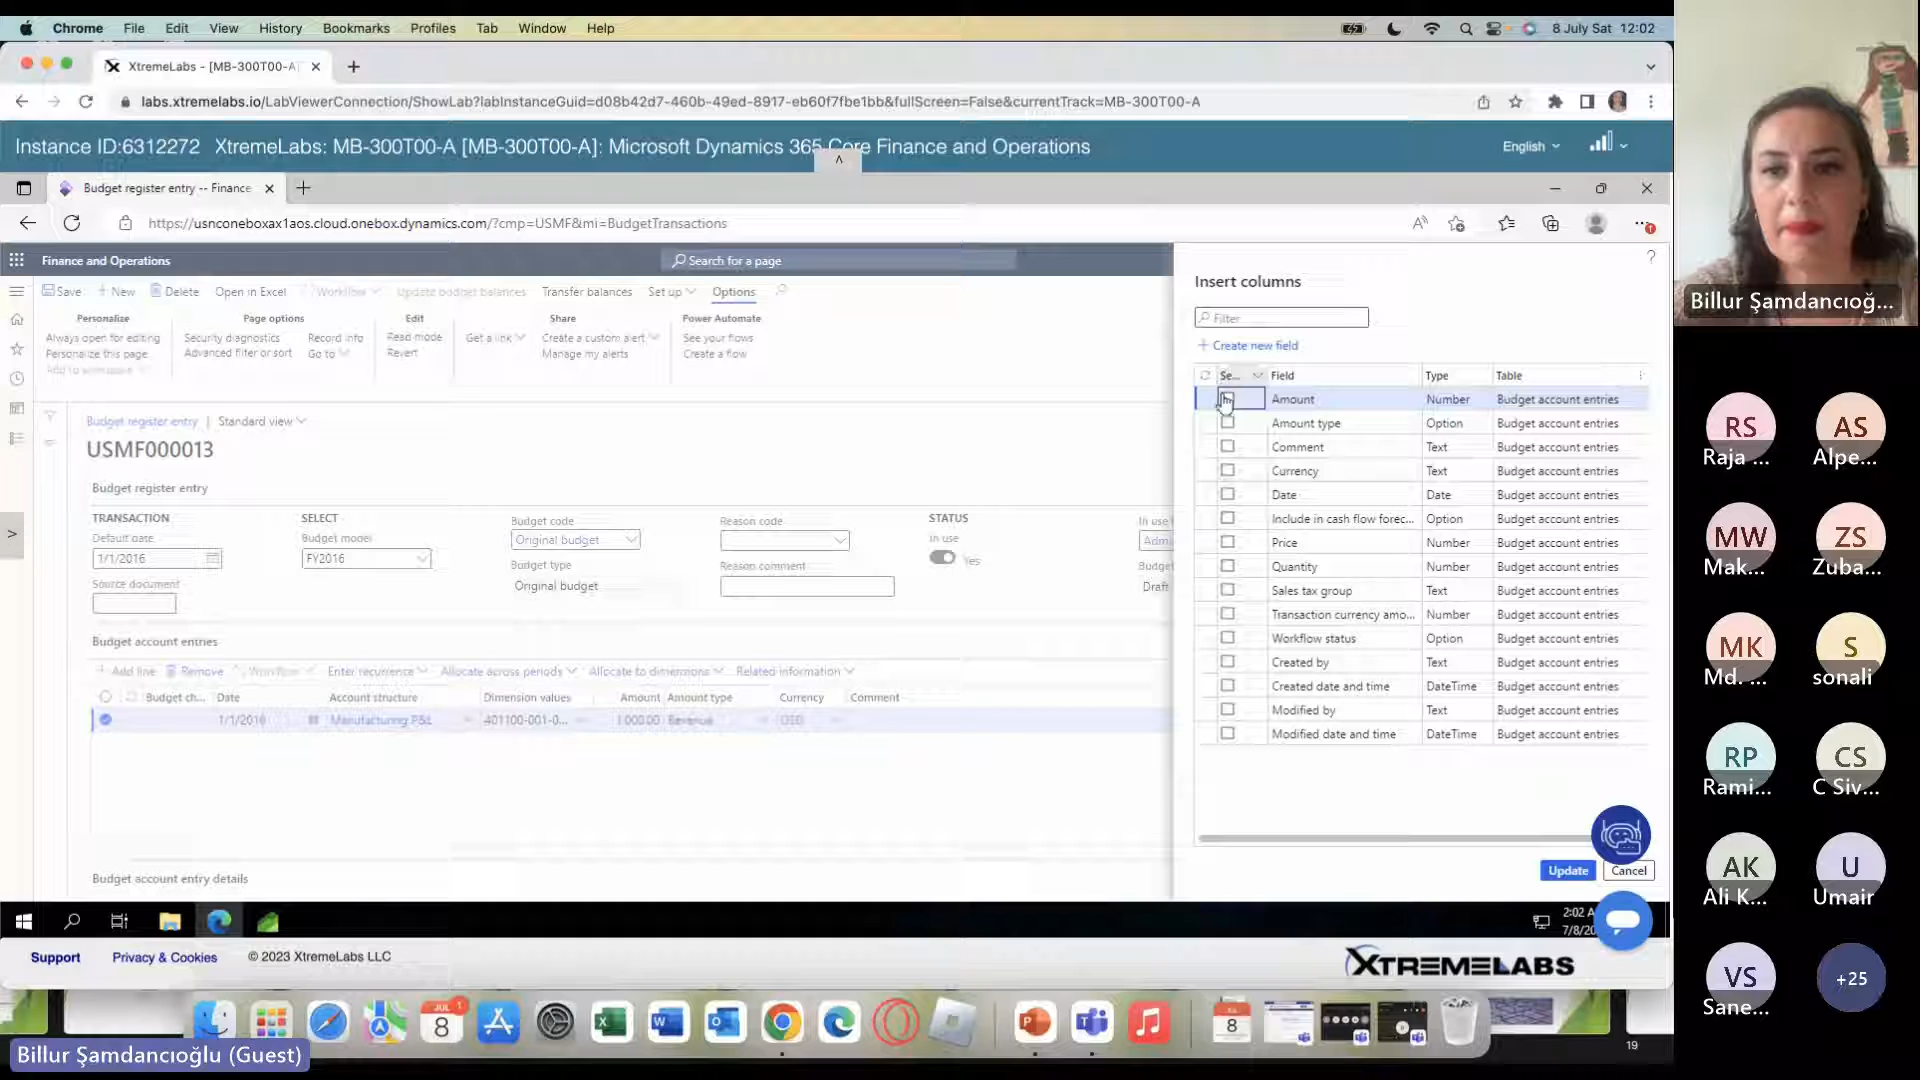 Chrome File Edit View History Bookmarks Profiles Tab Window Help 8 July Sat 12:02
XtremeLabs - [MB-300T00-A]
labs.xtremelabs.io/LabViewerConnection/ShowLab?labInstanceGuid=d08b42d7-460b-49ed-8917-eb60f7fbe1bb&fullScreen=False&currentTrack=MB-300T00-A
Instance ID:6312272 XtremeLabs: MB-300T00-A [MB-300T00-A]: Microsoft Dynamics 365 Core Finance and Operations English
Budget register entry -- Finance
https://usnconeboxax1aos.cloud.onebox.dynamics.com/?cmp=USMF&mi=BudgetTransactions
Finance and Operations Search for a page
Save + New Delete Open in Excel Workflow Update budget balances Transfer balances Set up Options
Personalize
Always open for editing
Personalize this page
Add to workspace
Page options
Security diagnostics
Advanced filter or sort
Record info
Go to
Edit
Read mode
Revert
Share
Get a link
Create a custom alert
Manage my alerts
Power Automate
See your flows
Create a flow
Budget register entry | Standard view
USMF000013
Budget register entry
TRANSACTION
Default date
1/1/2016
Source document
SELECT
Budget model
FY2016
Budget code
Original budget
Budget type
Original budget
Reason code
Reason comment
STATUS
In use
Yes
In use
Admi
Budget
Draft
Budget account entries
+ Add line Remove Workflow Enter recurrence Allocate across periods Allocate to dimensions Related information
Budget ch... Date Account structure Dimension values Amount Amount type Currency Comment
1/1/2016 Manufacturing P&L 401100-001-0... 1,000.00 Revenue USD
Budget account entry details
?
Insert columns
Filter
+ Create new field
Se... Field Type Table
Amount Number Budget account entries
Amount type Option Budget account entries
Comment Text Budget account entries
Currency Text Budget account entries
Date Date Budget account entries
Include in cash flow forec... Option Budget account entries
Price Number Budget account entries
Quantity Number Budget account entries
Sales tax group Text Budget account entries
Transaction currency amo... Number Budget account entries
Workflow status Option Budget account entries
Created by Text Budget account entries
Created date and time DateTime Budget account entries
Modified by Text Budget account entries
Modified date and time DateTime Budget account entries
Update Cancel
2:02 A
7/8/20
Support Privacy & Cookies © 2023 XtremeLabs LLC XTREMELABS
JUL 1
8
8
19
Billur Şamdancıoğlu (Guest)
Billur Şamdancıoğ...
RS AS
Raja ... Alpe...
MW ZS
Mak... Zuba...
MK S
Md. ... sonali
RP CS
Rami... C Siv...
AK U
Ali K... Umair
VS +25
Sane...